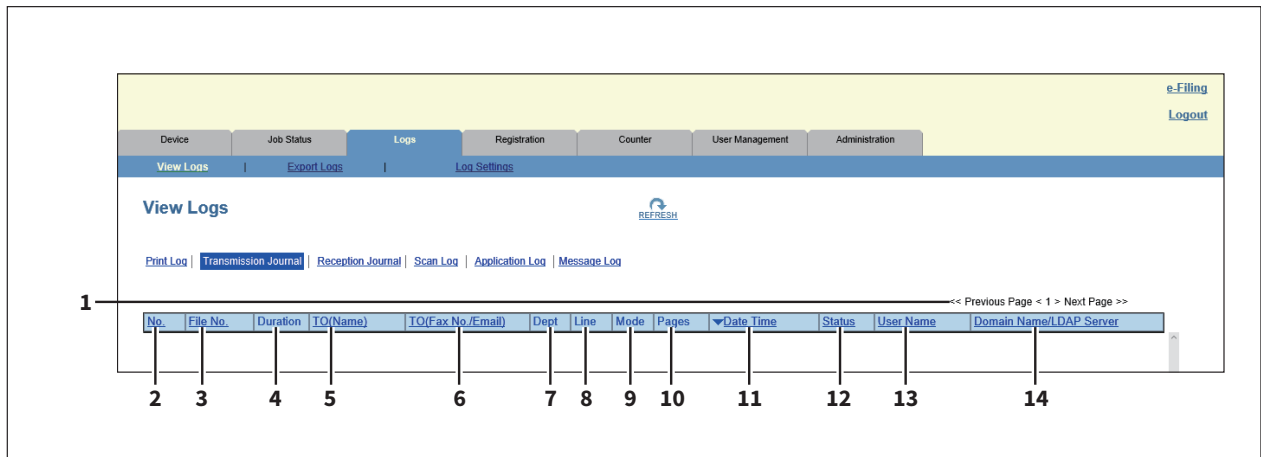 e-Filing
Logout
Device Job Status Logs Registration Counter User Management Administration
View Logs | Export Logs | Log Settings
View Logs
REFRESH
Print Log | Transmission Journal | Reception Journal | Scan Log | Application Log | Message Log
1 << Previous Page < 1 > Next Page >>
No. File No. Duration TO(Name) TO(Fax No./Email) Dept Line Mode Pages Date Time Status User Name Domain Name/LDAP Server
2 3 4 5 6 7 8 9 10 11 12 13 14